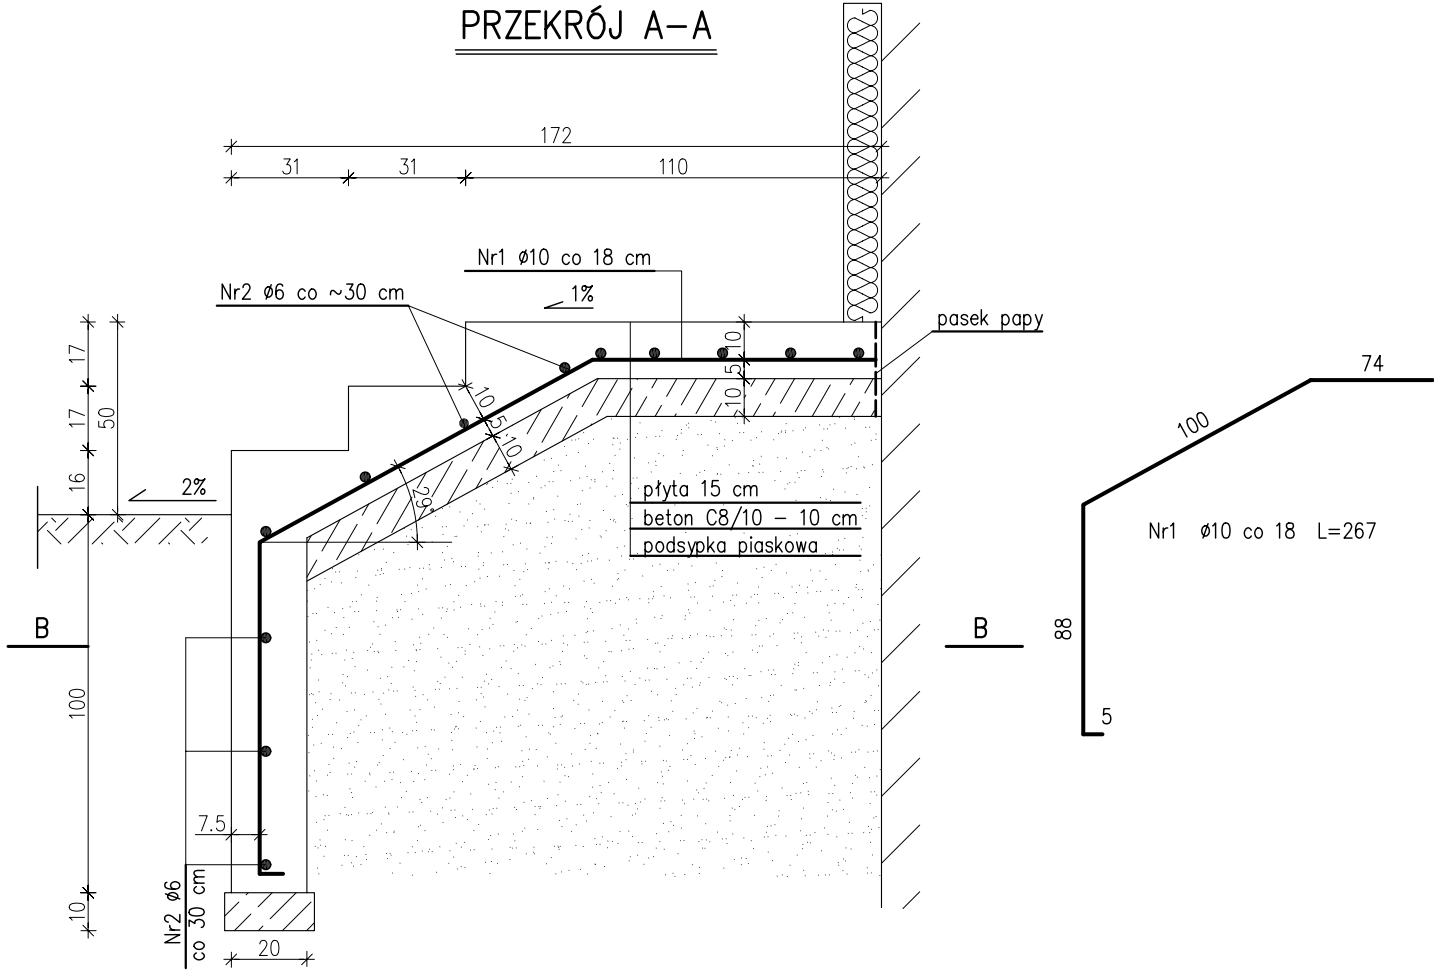 PRZEKRÓJ A-A
172
31
31
110
Nr1 ø10 co 18 cm
Nr2 ø6 co ~30 cm
1%
pasek papy
17
17
50
16
2%
10
5
10
10
5
10
29°
płyta 15 cm
beton C8/10 - 10 cm
podsypka piaskowa
74
100
88
5
Nr1 ø10 co 18 L=267
B
B
100
7.5
10
Nr2 ø6
co 30 cm
20